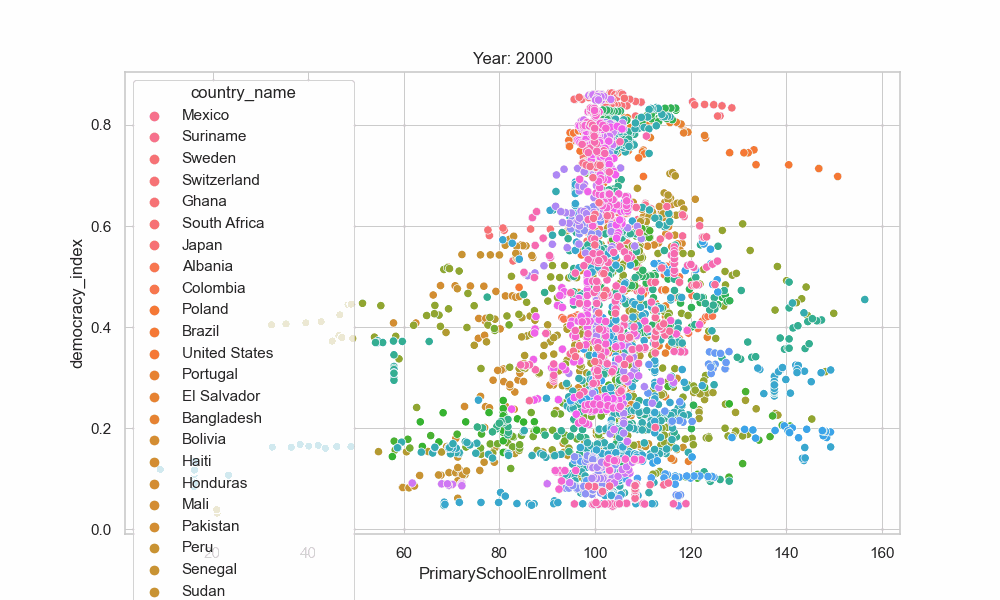 Year: 2000
country_name
Mexico
Suriname
Sweden
Switzerland
Ghana
South Africa
Japan
Albania
Colombia
Poland
Brazil
United States
Portugal
El Salvador
Bangladesh
Bolivia
Haiti
Honduras
Mali
Pakistan
Peru
Senegal
Sudan
democracy_index
0.8
0.6
0.4
0.2
0.0
20 40 60 80 100 120 140 160
PrimarySchoolEnrollment